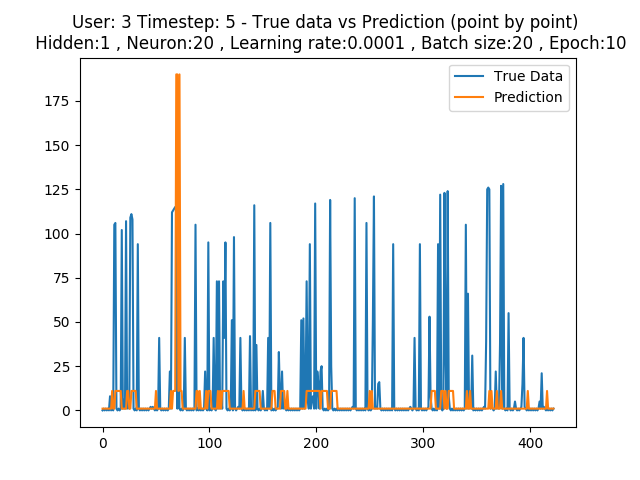 User: 3 Timestep: 5 - True data vs Prediction (point by point)
Hidden:1 , Neuron:20 , Learning rate:0.0001 , Batch size:20 , Epoch:10
True Data
Prediction
175
150
125
100
75
50
25
0
0 100 200 300 400